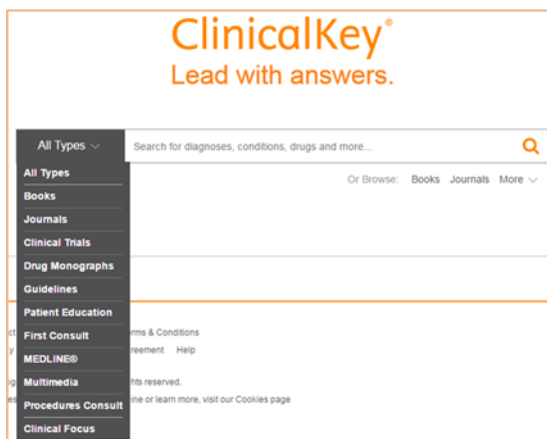 ClinicalKey®
Lead with answers.
All Types
Search for diagnoses, conditions, drugs and more...
Or Browse: Books Journals More
All Types
Books
Journals
Clinical Trials
Drug Monographs
Guidelines
Patient Education
First Consult
MEDLINE®
Multimedia
Procedures Consult
Clinical Focus
rms & Conditions
reement Help
hts reserved.
ine or learn more, visit our Cookies page